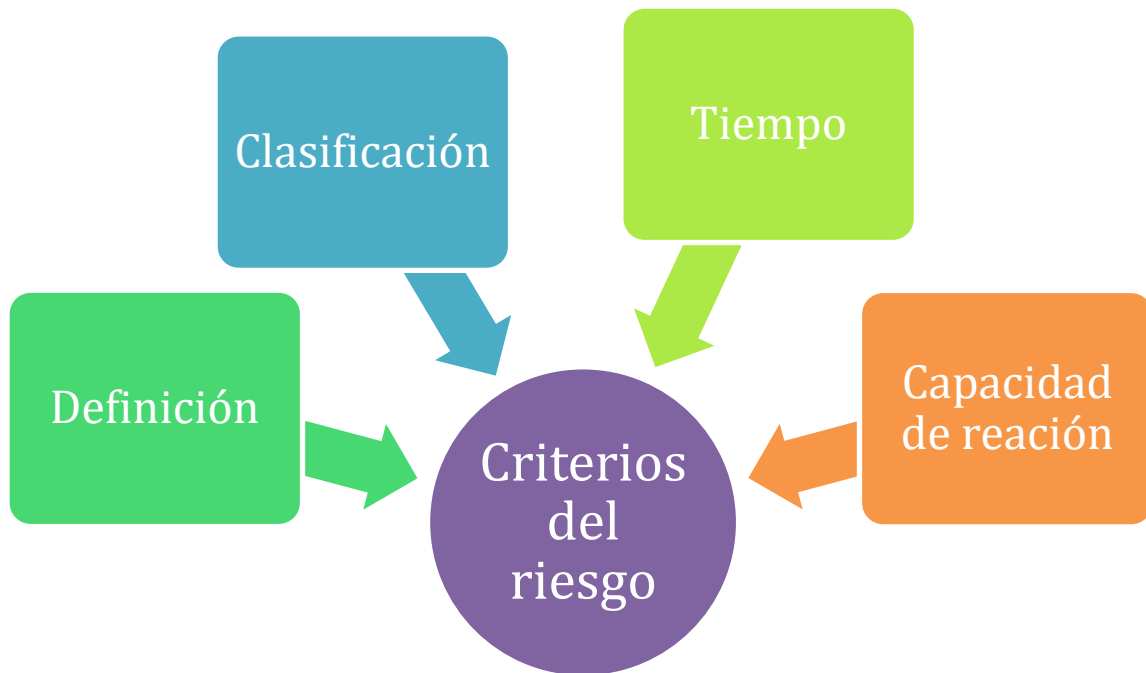 Clasificación
Tiempo
Definición
Capacidad
de reación
Criterios
del
riesgo